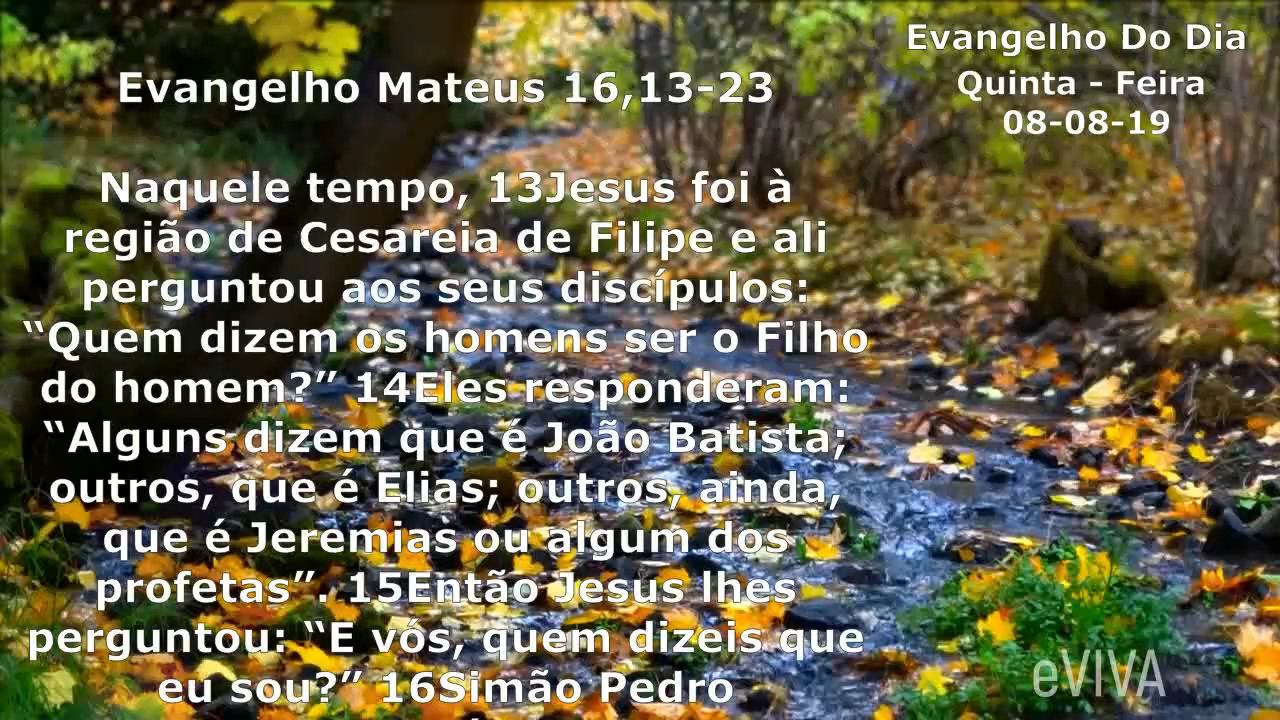 Evangelho Do Dia
Quinta - Feira
08-08-19
Evangelho Mateus 16,13-23
Naquele tempo, 13Jesus foi à
região de Cesareia de Filipe e ali
perguntou aos seus discípulos:
“Quem dizem os homens ser o Filho
do homem?” 14Eles responderam:
“Alguns dizem que é João Batista;
outros, que é Elias; outros, ainda,
que é Jeremias ou algum dos
profetas”. 15Então Jesus lhes
perguntou: “E vós, quem dizeis que
eu sou?” 16Simão Pedro
eVIVA